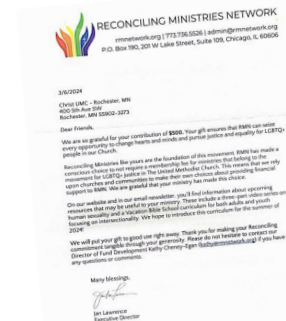 RECONCILING MINISTRIES NETWORK
rmnetwork.org | 773.736.5526 | admin@rmnetwork.org
P.O. Box 190, 201 W Lake Street, Suite 109, Chicago, IL 60606
3/6/2024
Christ UMC - Rochester, MN
400 5th Ave SW
Rochester, MN 55902-3273
Dear Friends,
We are so grateful for your contribution of $500. Your gift ensures that RMN can seize
every opportunity to change hearts and minds and pursue justice and equality for LGBTQ+
people in our Church.
Reconciling Ministries like yours are the foundation of this movement. RMN has made a
conscious choice to not require a membership fee for ministries that belong to the
movement for LGBTQ+ justice in The United Methodist Church. This means that we rely
upon churches and communities to make their own choices about providing financial
support to RMN. We are grateful that your ministry has made this choice.
On our website and in our email newsletter, you'll find information about upcoming
resources that may be useful to your ministry. These include a three-part video series on
human sexuality and a Vacation Bible School curriculum for both adults and youth
focusing on intersectionality. We hope to introduce this curriculum for the summer of
2024!
We will put your gift to good use right away. Thank you for making your Reconciling
commitment tangible through your generosity. Please do not hesitate to contact our
Director of Fund Development Kathy Cheney-Egan (kathy@rmnetwork.org) if you have
any questions or comments.
Many blessings,
Jan Lawrence
Executive Director